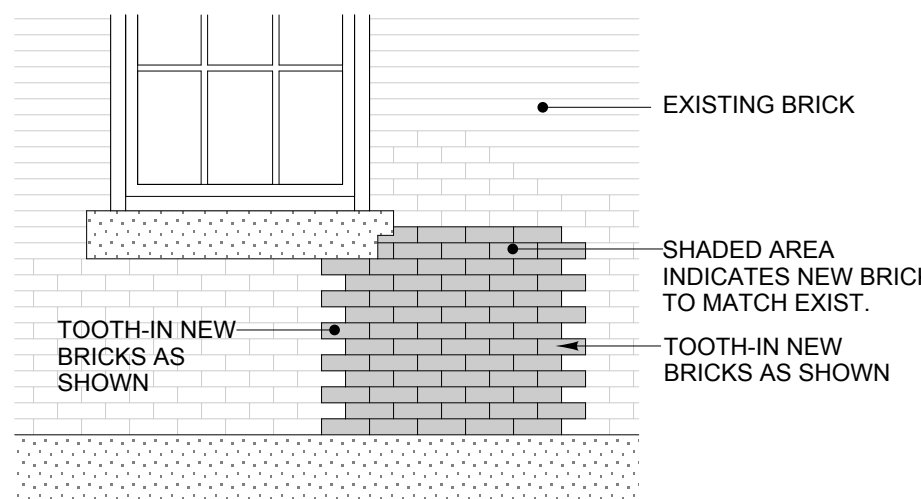 EXISTING BRICK
SHADED AREA
INDICATES NEW BRICK
TO MATCH EXIST.
TOOTH-IN NEW
BRICKS AS
SHOWN
TOOTH-IN NEW
BRICKS AS SHOWN